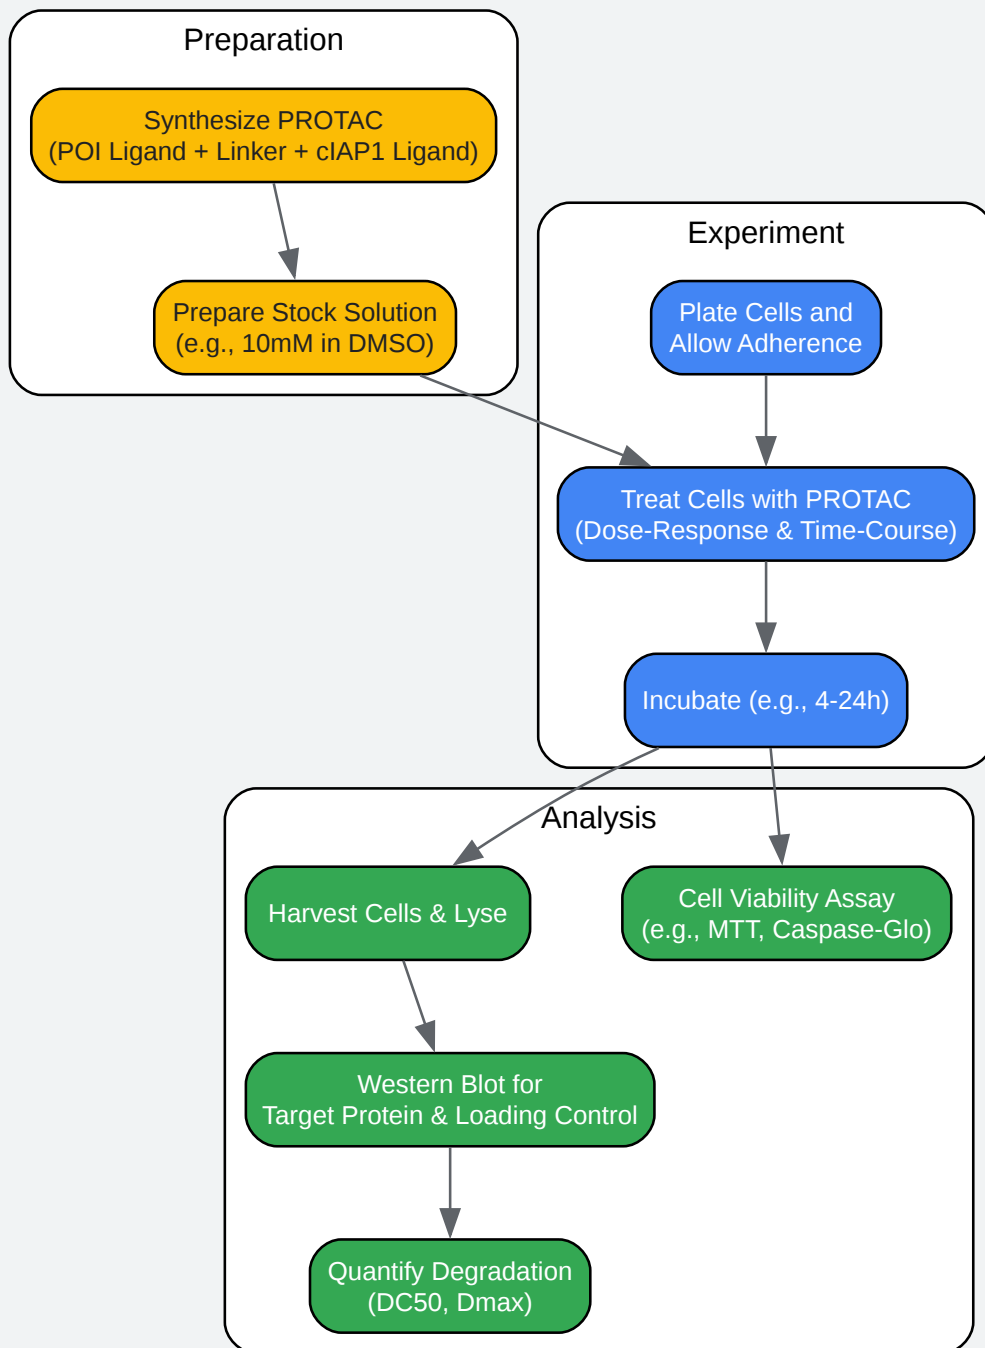 Preparation
Synthesize PROTAC
(POI Ligand + Linker + cIAP1 Ligand)
Prepare Stock Solution
(e.g., 10mM in DMSO)
Experiment
Plate Cells and
Allow Adherence
Treat Cells with PROTAC
(Dose-Response & Time-Course)
Incubate (e.g., 4-24h)
Analysis
Harvest Cells & Lyse
Cell Viability Assay
(e.g., MTT, Caspase-Glo)
Western Blot for
Target Protein & Loading Control
Quantify Degradation
(DC50, Dmax)